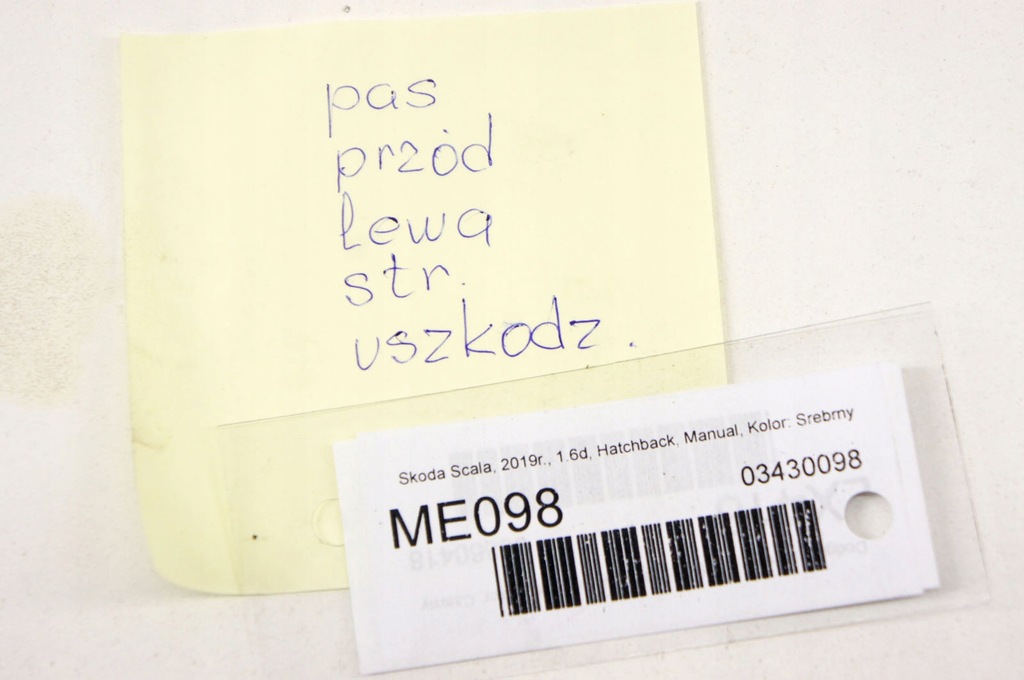 pas
przód
lewa
str.
uszkodz.
Skoda Scala, 2019r., 1.6d, Hatchback, Manual, Kolor: Srebrny
03430098
ME098